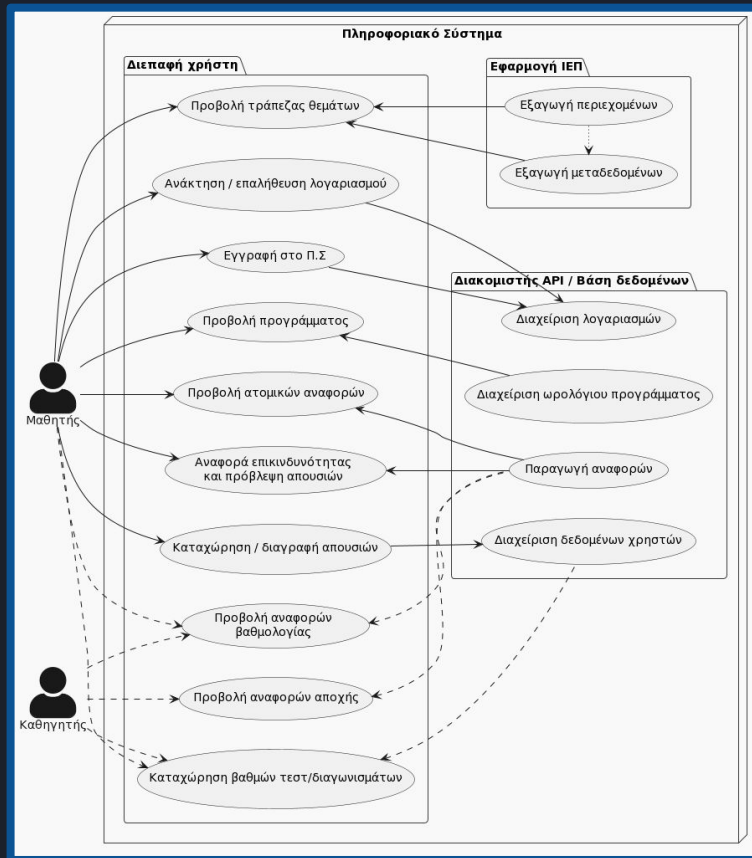 Πληροφοριακό Σύστημα
Διεπαφή χρήστη
Προβολή τράπεζας θεμάτων
Ανάκτηση / επαλήθευση λογαριασμού
Εγγραφή στο Π.Σ
Προβολή προγράμματος
Προβολή ατομικών αναφορών
Αναφορά επικινδυνότητας
και πρόβλεψη απουσιών
Καταχώρηση / διαγραφή απουσιών
Προβολή αναφορών
βαθμολογίας
Προβολή αναφορών αποχής
Καταχώρηση βαθμών τεστ/διαγωνισμάτων
Εφαρμογή ΙΕΠ
Εξαγωγή περιεχομένων
Εξαγωγή μεταδεδομένων
Διακομιστής API / Βάση δεδομένων
Διαχείριση λογαριασμών
Διαχείριση ωρολόγιου προγράμματος
Παραγωγή αναφορών
Διαχείριση δεδομένων χρηστών
Μαθητής
Καθηγητής